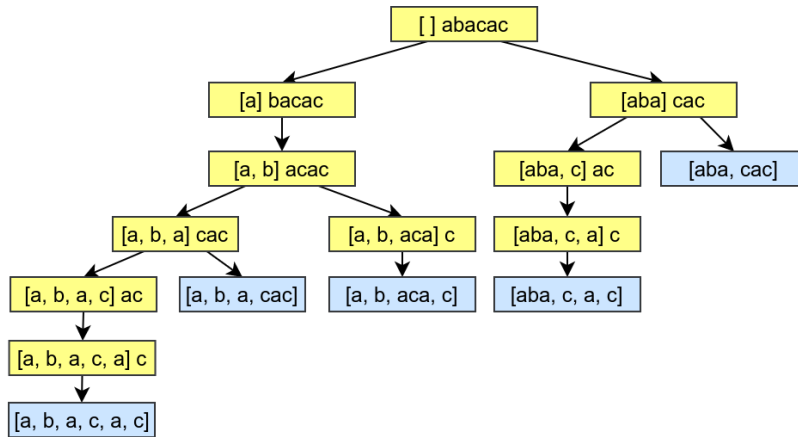 [ ] abacac
[a] bacac
[aba] cac
[a, b] acac
[aba, c] ac
[aba, cac]
[a, b, a] cac
[a, b, aca] c
[aba, c, a] c
[a, b, a, c] ac
[a, b, a, cac]
[a, b, aca, c]
[aba, c, a, c]
[a, b, a, c, a] c
[a, b, a, c, a, c]